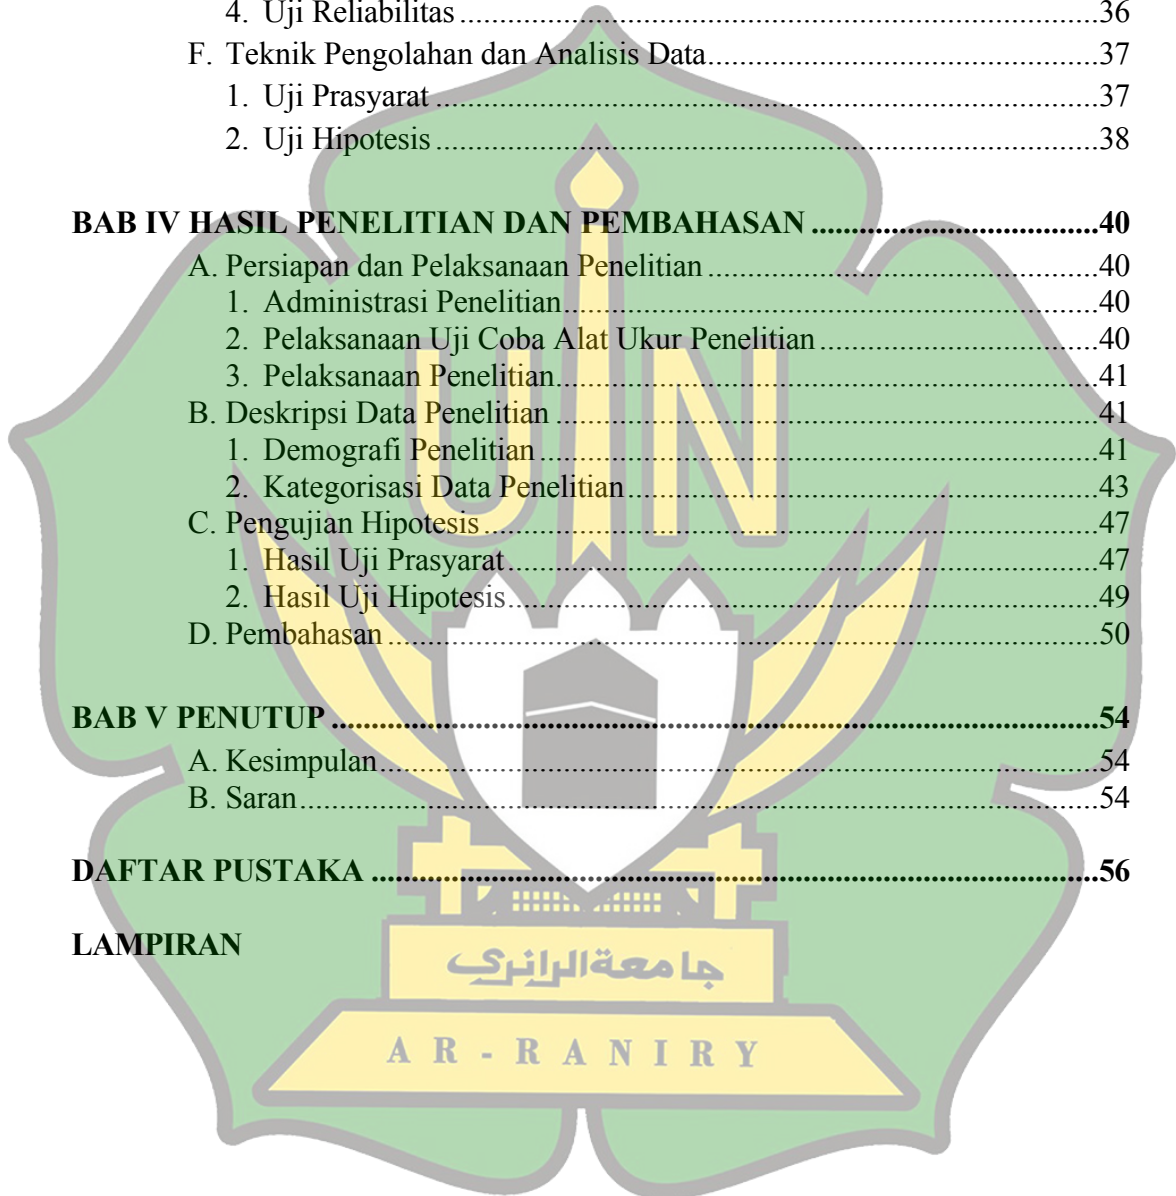 4. Uji Reliabilitas ........ 36
F. Teknik Pengolahan dan Analisis Data ........ 37
1. Uji Prasyarat ........ 37
2. Uji Hipotesis ........ 38
BAB IV HASIL PENELITIAN DAN PEMBAHASAN ........ 40
A. Persiapan dan Pelaksanaan Penelitian ........ 40
1. Administrasi Penelitian ........ 40
2. Pelaksanaan Uji Coba Alat Ukur Penelitian ........ 40
3. Pelaksanaan Penelitian ........ 41
B. Deskripsi Data Penelitian ........ 41
1. Demografi Penelitian ........ 41
2. Kategorisasi Data Penelitian ........ 43
C. Pengujian Hipotesis ........ 47
1. Hasil Uji Prasyarat ........ 47
2. Hasil Uji Hipotesis ........ 49
D. Pembahasan ........ 50
BAB V PENUTUP ........ 54
A. Kesimpulan ........ 54
B. Saran ........ 54
DAFTAR PUSTAKA ........ 56
LAMPIRAN
UIN
جامعةالرانري
AR-RANIRY